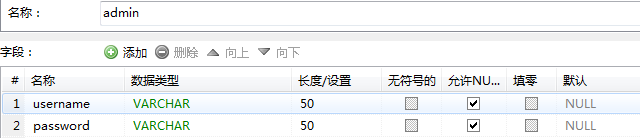 名称： admin
字段： 添加 删除 向上 向下
# 名称 数据类型 长度/设置 无符号的 允许NU... 填零 默认
1 username VARCHAR 50 NULL
2 password VARCHAR 50 NULL